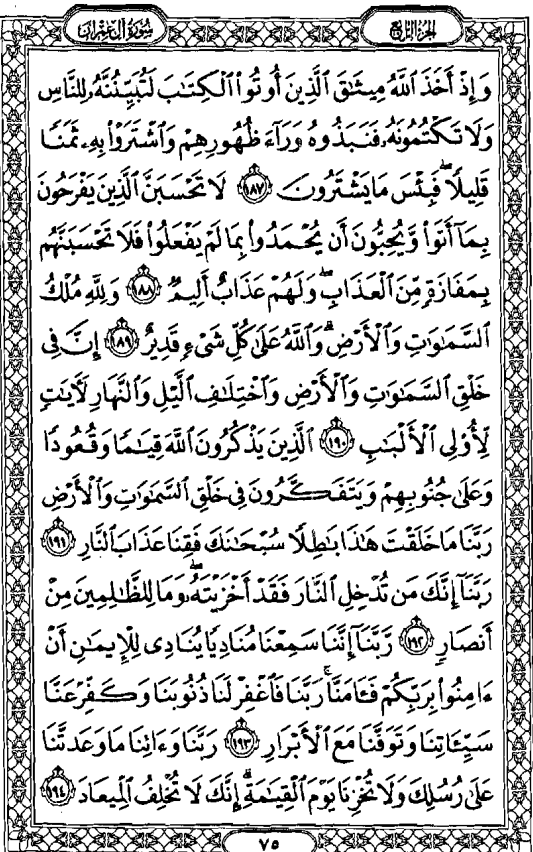 الجزء الرابع
سورة آل عمران
وَإِذْ أَخَذَ ٱللَّهُ مِيثَٰقَ ٱلَّذِينَ أُوتُوا۟ ٱلْكِتَٰبَ لَتُبَيِّنُنَّهُۥ لِلنَّاسِ
وَلَا تَكْتُمُونَهُۥ فَنَبَذُوهُ وَرَآءَ ظُهُورِهِمْ وَٱشْتَرَوْا۟ بِهِۦ ثَمَنًا
قَلِيلًا ۖ فَبِئْسَ مَا يَشْتَرُونَ ١٨٧ لَا تَحْسَبَنَّ ٱلَّذِينَ يَفْرَحُونَ
بِمَآ أَتَوا۟ وَّيُحِبُّونَ أَن يُحْمَدُوا۟ بِمَا لَمْ يَفْعَلُوا۟ فَلَا تَحْسَبَنَّهُم
بِمَفَازَةٍ مِّنَ ٱلْعَذَابِ ۖ وَلَهُمْ عَذَابٌ أَلِيمٌ ١٨٨ وَلِلَّهِ مُلْكُ
ٱلسَّمَٰوَٰتِ وَٱلْأَرْضِ ۗ وَٱللَّهُ عَلَىٰ كُلِّ شَىْءٍ قَدِيرٌ ١٨٩ إِنَّ فِى
خَلْقِ ٱلسَّمَٰوَٰتِ وَٱلْأَرْضِ وَٱخْتِلَٰفِ ٱلَّيْلِ وَٱلنَّهَارِ لَءَايَٰتٍ
لِّأُو۟لِى ٱلْأَلْبَٰبِ ١٩٠ ٱلَّذِينَ يَذْكُرُونَ ٱللَّهَ قِيَٰمًا وَقُعُودًا
وَعَلَىٰ جُنُوبِهِمْ وَيَتَفَكَّرُونَ فِى خَلْقِ ٱلسَّمَٰوَٰتِ وَٱلْأَرْضِ
رَبَّنَا مَا خَلَقْتَ هَٰذَا بَٰطِلًا سُبْحَٰنَكَ فَقِنَا عَذَابَ ٱلنَّارِ ١٩١
رَبَّنَآ إِنَّكَ مَن تُدْخِلِ ٱلنَّارَ فَقَدْ أَخْزَيْتَهُۥ ۖ وَمَا لِلظَّٰلِمِينَ مِنْ
أَنصَارٍ ١٩٢ رَّبَّنَآ إِنَّنَا سَمِعْنَا مُنَادِيًا يُنَادِى لِلْإِيمَٰنِ أَنْ
ءَامِنُوا۟ بِرَبِّكُمْ فَـَٔامَنَّا ۚ رَبَّنَا فَٱغْفِرْ لَنَا ذُنُوبَنَا وَكَفِّرْ عَنَّا
سَيِّـَٔاتِنَا وَتَوَفَّنَا مَعَ ٱلْأَبْرَارِ ١٩٣ رَبَّنَا وَءَاتِنَا مَا وَعَدتَّنَا
عَلَىٰ رُسُلِكَ وَلَا تُخْزِنَا يَوْمَ ٱلْقِيَٰمَةِ ۗ إِنَّكَ لَا تُخْلِفُ ٱلْمِيعَادَ ١٩٤
٧٥